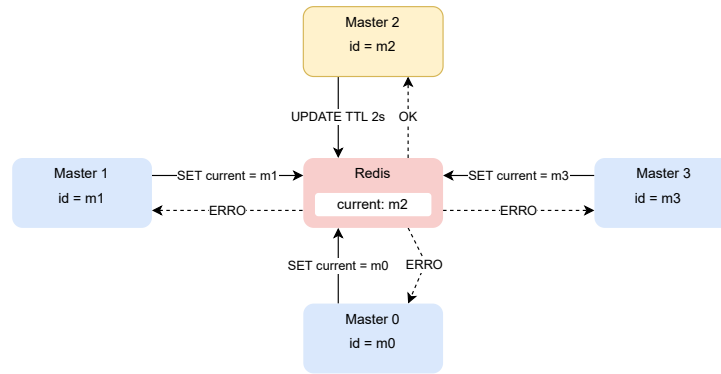 Master 2
id = m2
UPDATE TTL 2s
OK
Master 1
id = m1
SET current = m1
ERRO
Redis
current: m2
SET current = m3
ERRO
Master 3
id = m3
SET current = m0
ERRO
Master 0
id = m0